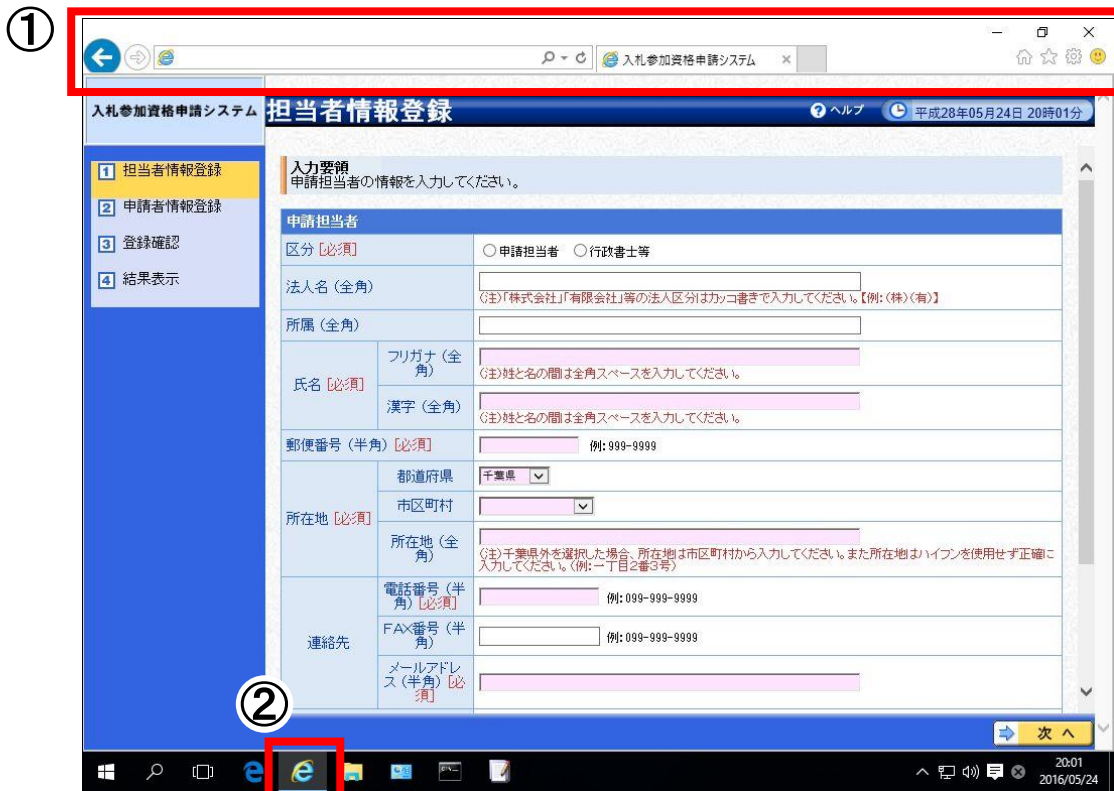 ①
入札参加資格申請システム ×
入札参加資格申請システム
担当者情報登録
ヘルプ
平成28年05月24日 20時01分
1 担当者情報登録
2 申請者情報登録
3 登録確認
4 結果表示
入力要領
申請担当者の情報を入力してください。
申請担当者
区分 [必須]
○申請担当者 ○行政書士等
法人名 (全角)
(注)「株式会社」「有限会社」等の法人区分はカッコ書きで入力してください。【例:(株)(有)】
所属 (全角)
氏名 [必須]
フリガナ (全
角)
(注)姓と名の間は全角スペースを入力してください。
漢字 (全角)
(注)姓と名の間は全角スペースを入力してください。
郵便番号 (半角) [必須]
例:999-9999
所在地 [必須]
都道府県
千葉県
市区町村
所在地 (全
角)
(注)千葉県外を選択した場合、所在地は市区町村から入力してください。また所在地はハイフンを使用せず正確に
入力してください。(例:一丁目2番3号)
連絡先
電話番号 (半
角) [必須]
例:099-999-9999
FAX番号 (半
角)
例:099-999-9999
メールアドレ
ス (半角) [必
須]
②
次 へ
20:01
2016/05/24